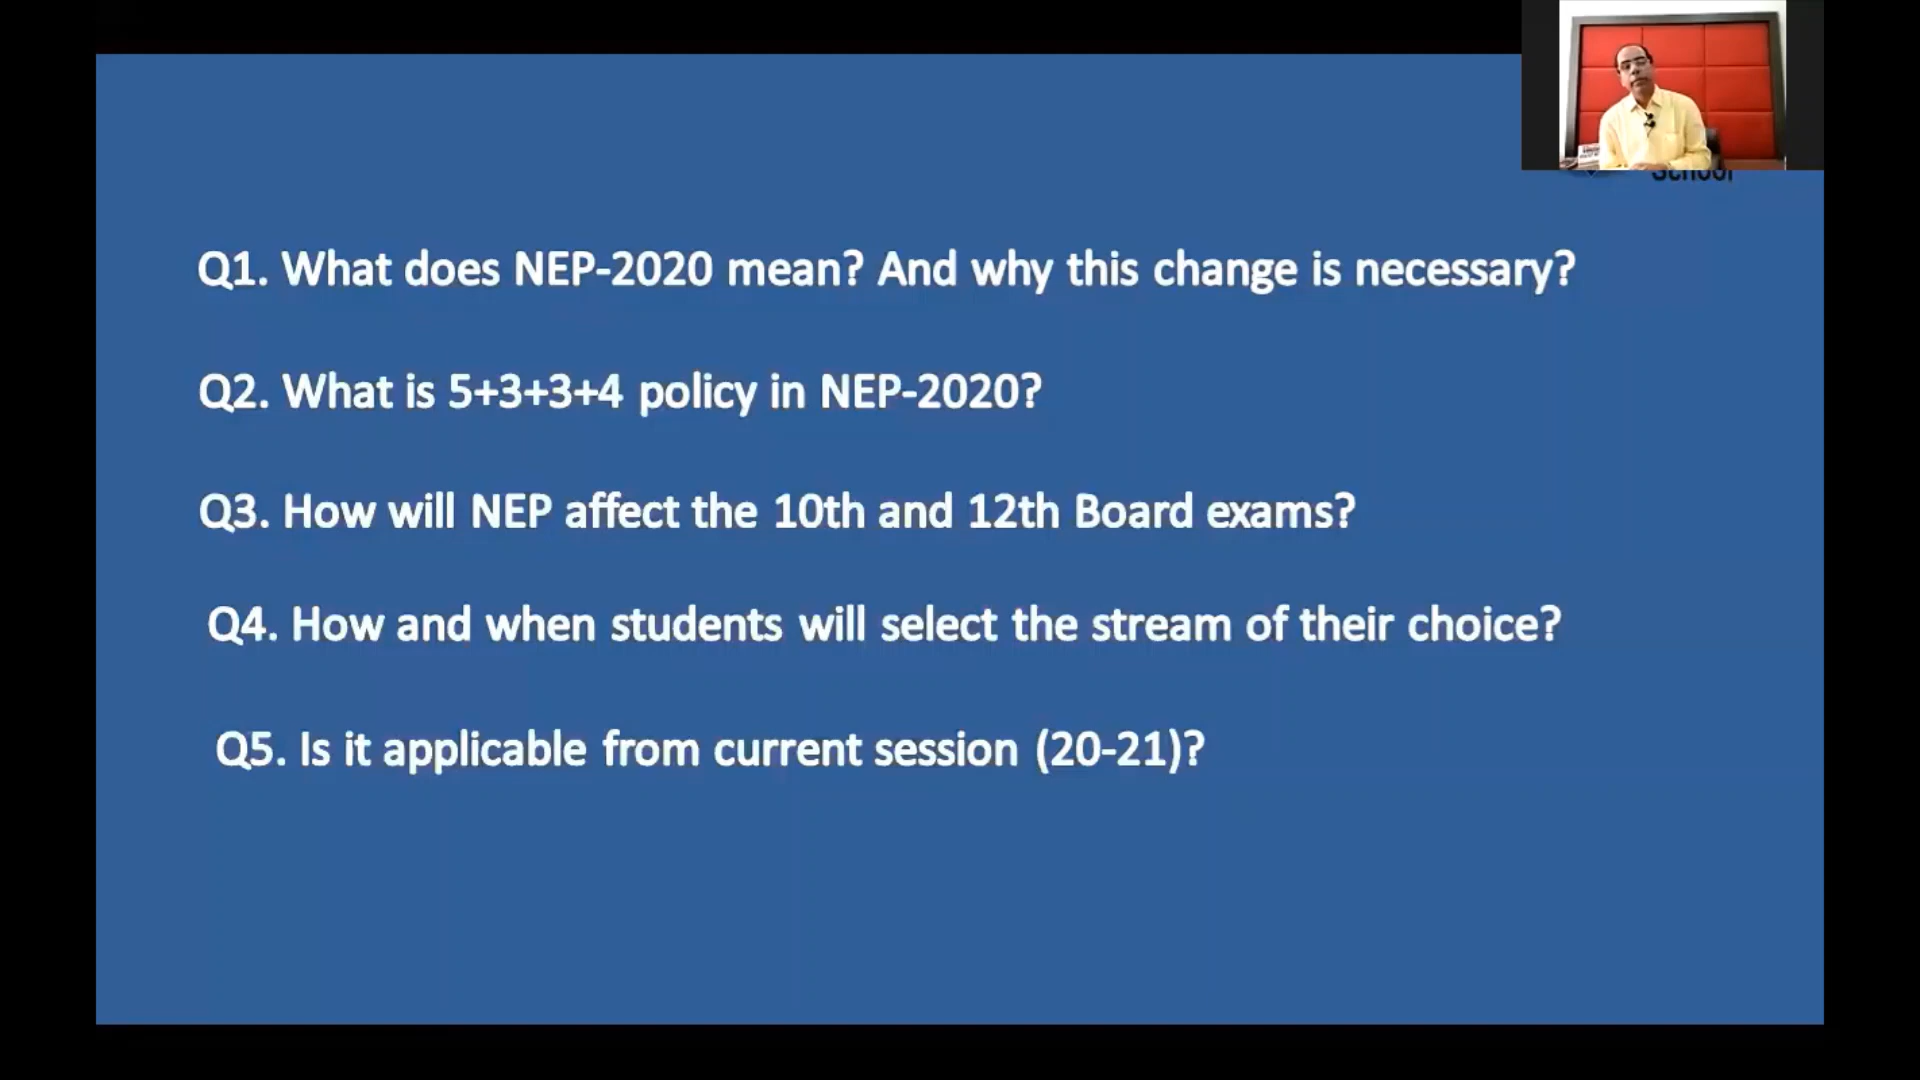 School
Q1. What does NEP-2020 mean? And why this change is necessary?
Q2. What is 5+3+3+4 policy in NEP-2020?
Q3. How will NEP affect the 10th and 12th Board exams?
Q4. How and when students will select the stream of their choice?
Q5. Is it applicable from current session (20-21)?